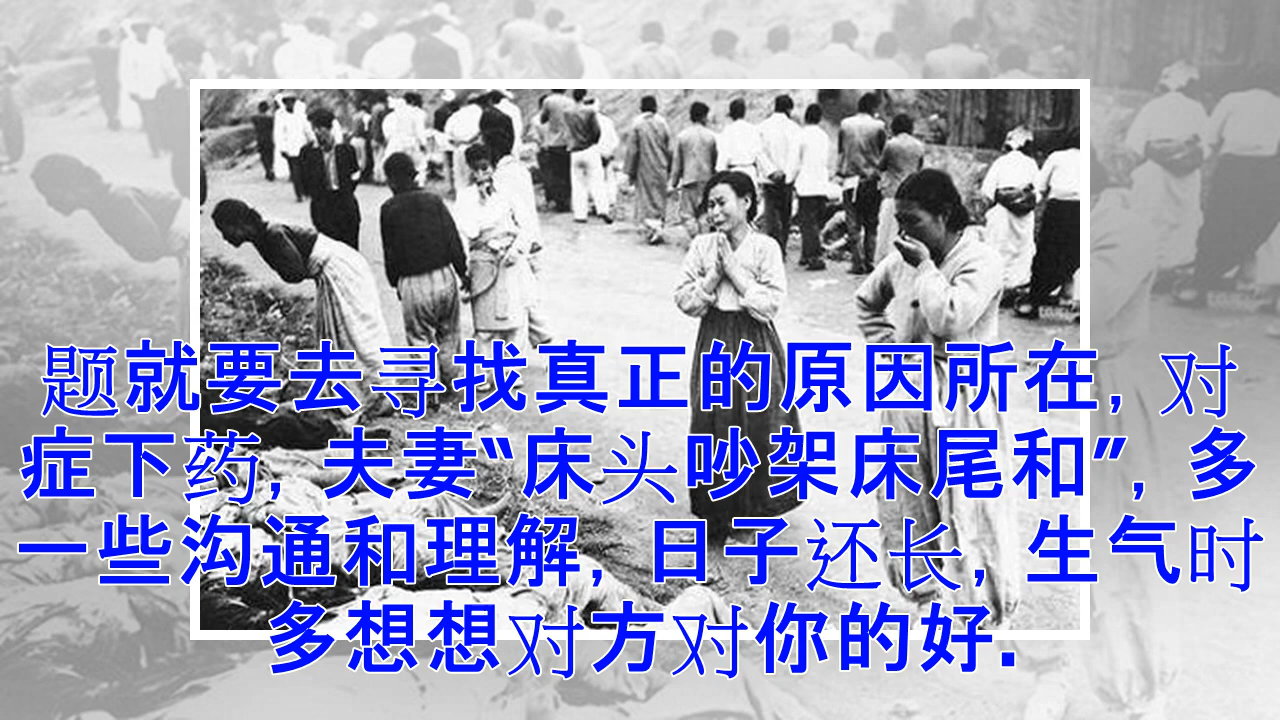 题就要去寻找真正的原因所在, 对
症下药, 夫妻“床头吵架床尾和”, 多
一些沟通和理解, 日子还长, 生气时
多想想对方对你的好.